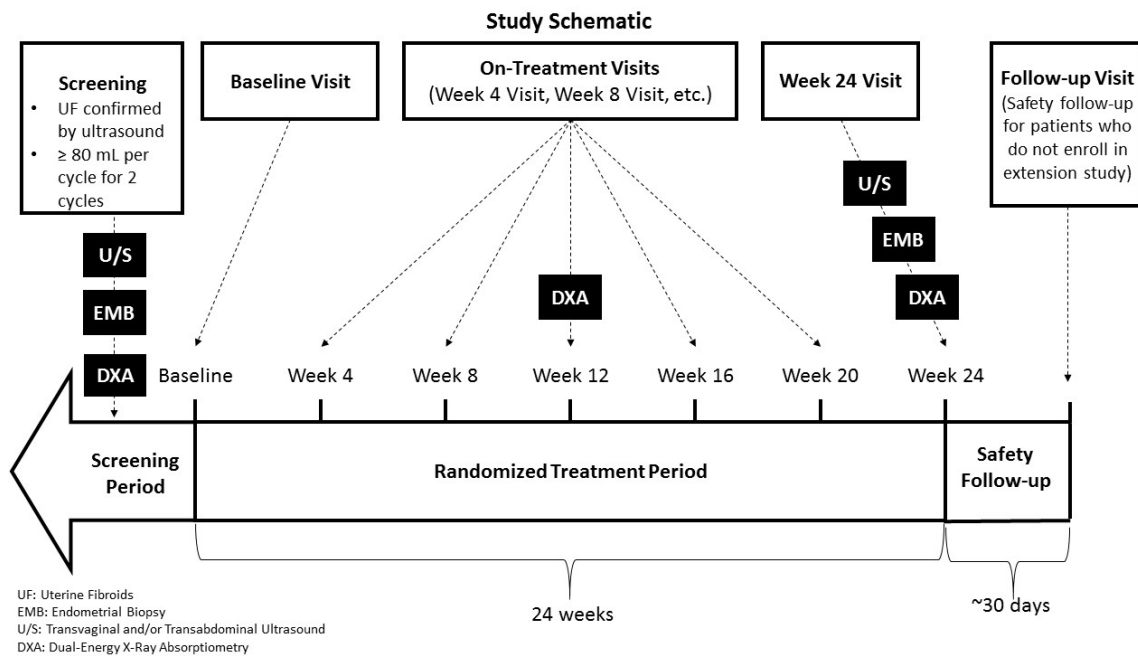 Study Schematic
Screening
• UF confirmed
by ultrasound
• ≥ 80 mL per
cycle for 2
cycles
Baseline Visit
On-Treatment Visits
(Week 4 Visit, Week 8 Visit, etc.)
Week 24 Visit
Follow-up Visit
(Safety follow-up
for patients who
do not enroll in
extension study)
U/S
EMB
DXA
DXA
U/S
EMB
DXA
Baseline
Week 4
Week 8
Week 12
Week 16
Week 20
Week 24
Screening
Period
Randomized Treatment Period
Safety
Follow-up
24 weeks
~30 days
UF: Uterine Fibroids
EMB: Endometrial Biopsy
U/S: Transvaginal and/or Transabdominal Ultrasound
DXA: Dual-Energy X-Ray Absorptiometry